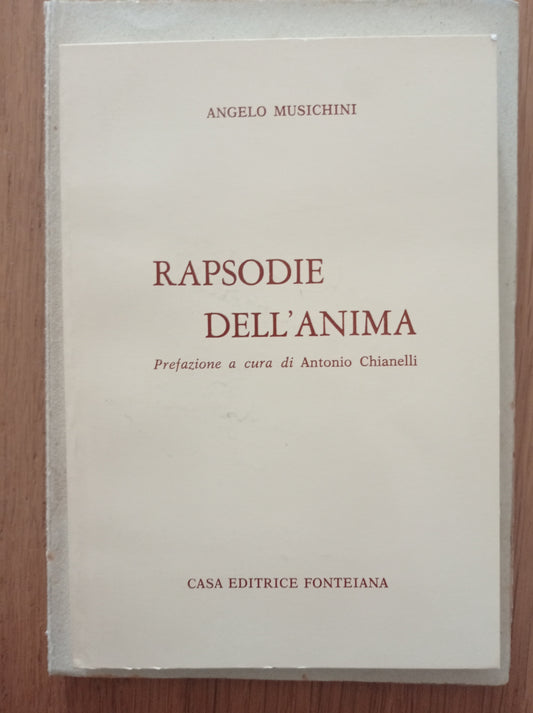 ANGELO MUSICHINI
RAPSODIE
DELL'ANIMA
Prefazione a cura di Antonio Chianelli
CASA EDITRICE FONTEIANA